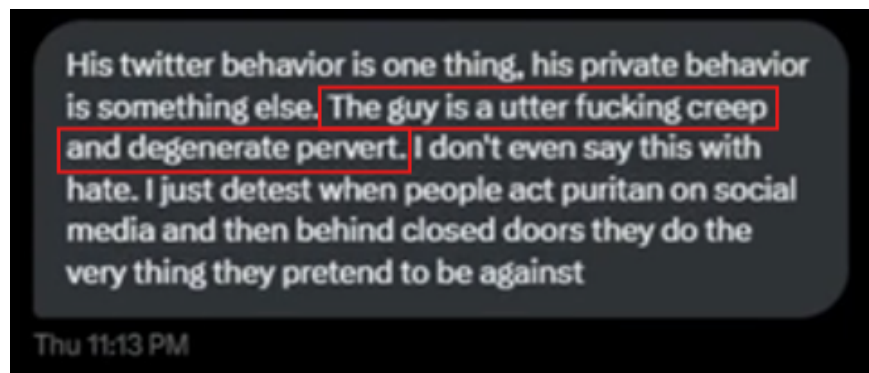 His twitter behavior is one thing, his private behavior
is something else. The guy is a utter fucking creep
and degenerate pervert. I don't even say this with
hate. I just detest when people act puritan on social
media and then behind closed doors they do the
very thing they pretend to be against
Thu 11:13 PM